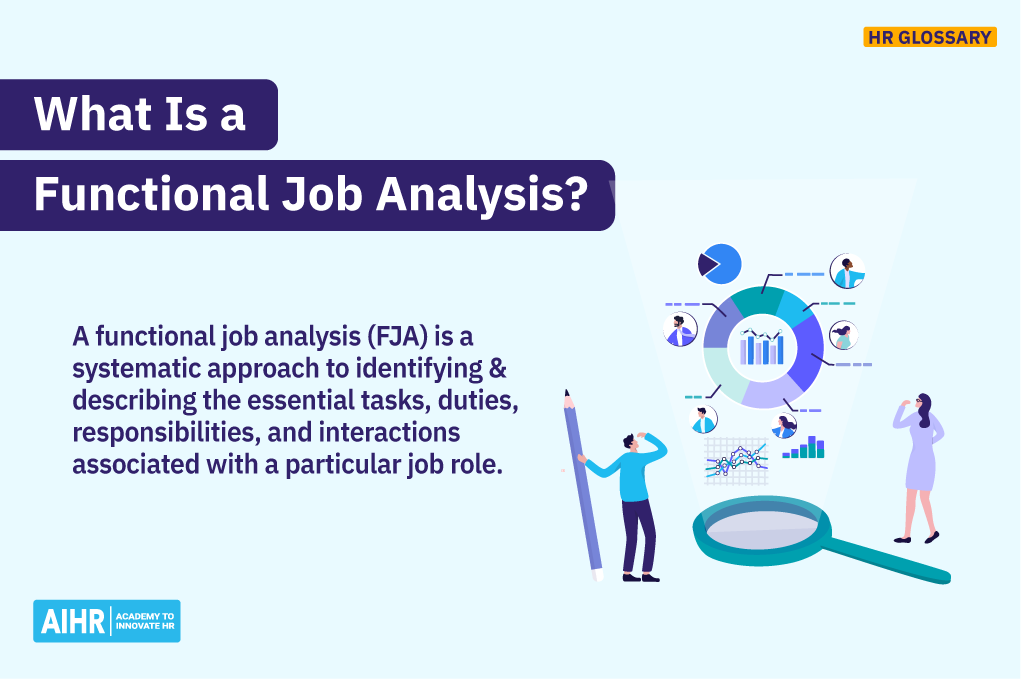 HR GLOSSARY
What Is a
Functional Job Analysis?
A functional job analysis (FJA) is a
systematic approach to identifying &
describing the essential tasks, duties,
responsibilities, and interactions
associated with a particular job role.
AIHR
ACADEMY TO
INNOVATE HR